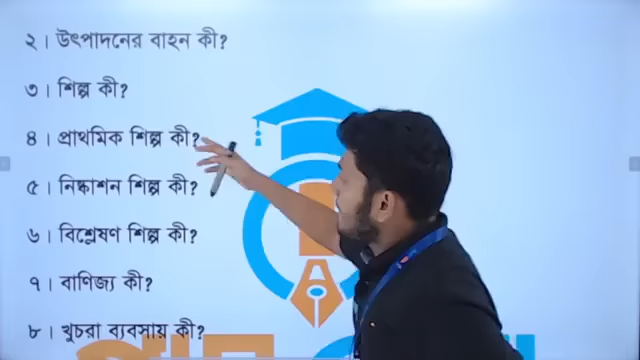 ২। উৎপাদনের বাহন কী?
৩। শিল্প কী?
৪। প্রাথমিক শিল্প কী?
৫। নিষ্কাশন শিল্প কী?
৬। বিশ্লেষণ শিল্প কী?
৭। বাণিজ্য কী?
৮। খুচরা ব্যবসায় কী?